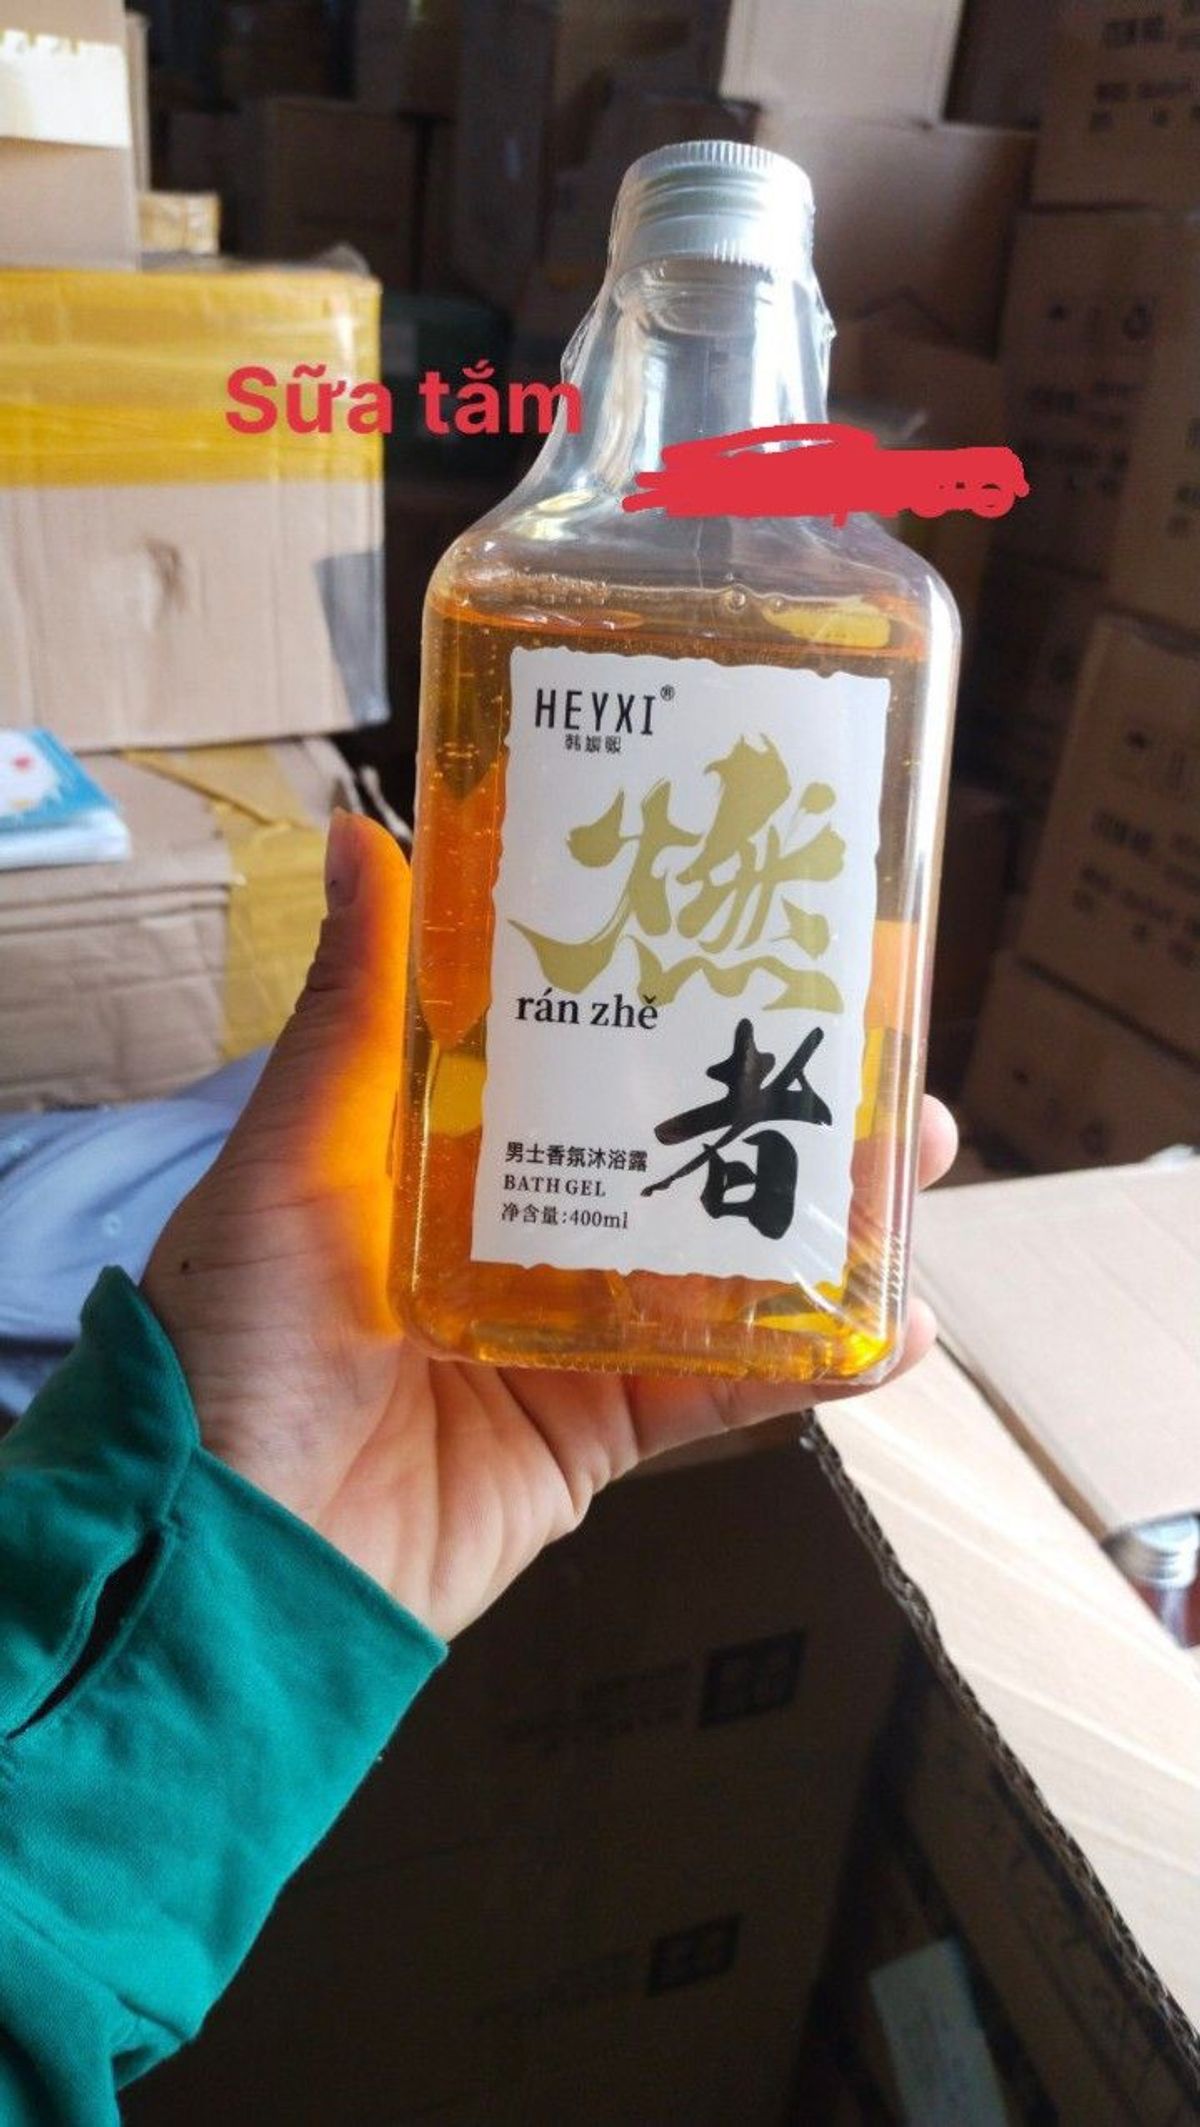 Sữa tắm
HEYXI®
韩媛熙
燃
rán zhě
者
男士香氛沐浴露
BATH GEL
净含量:400ml